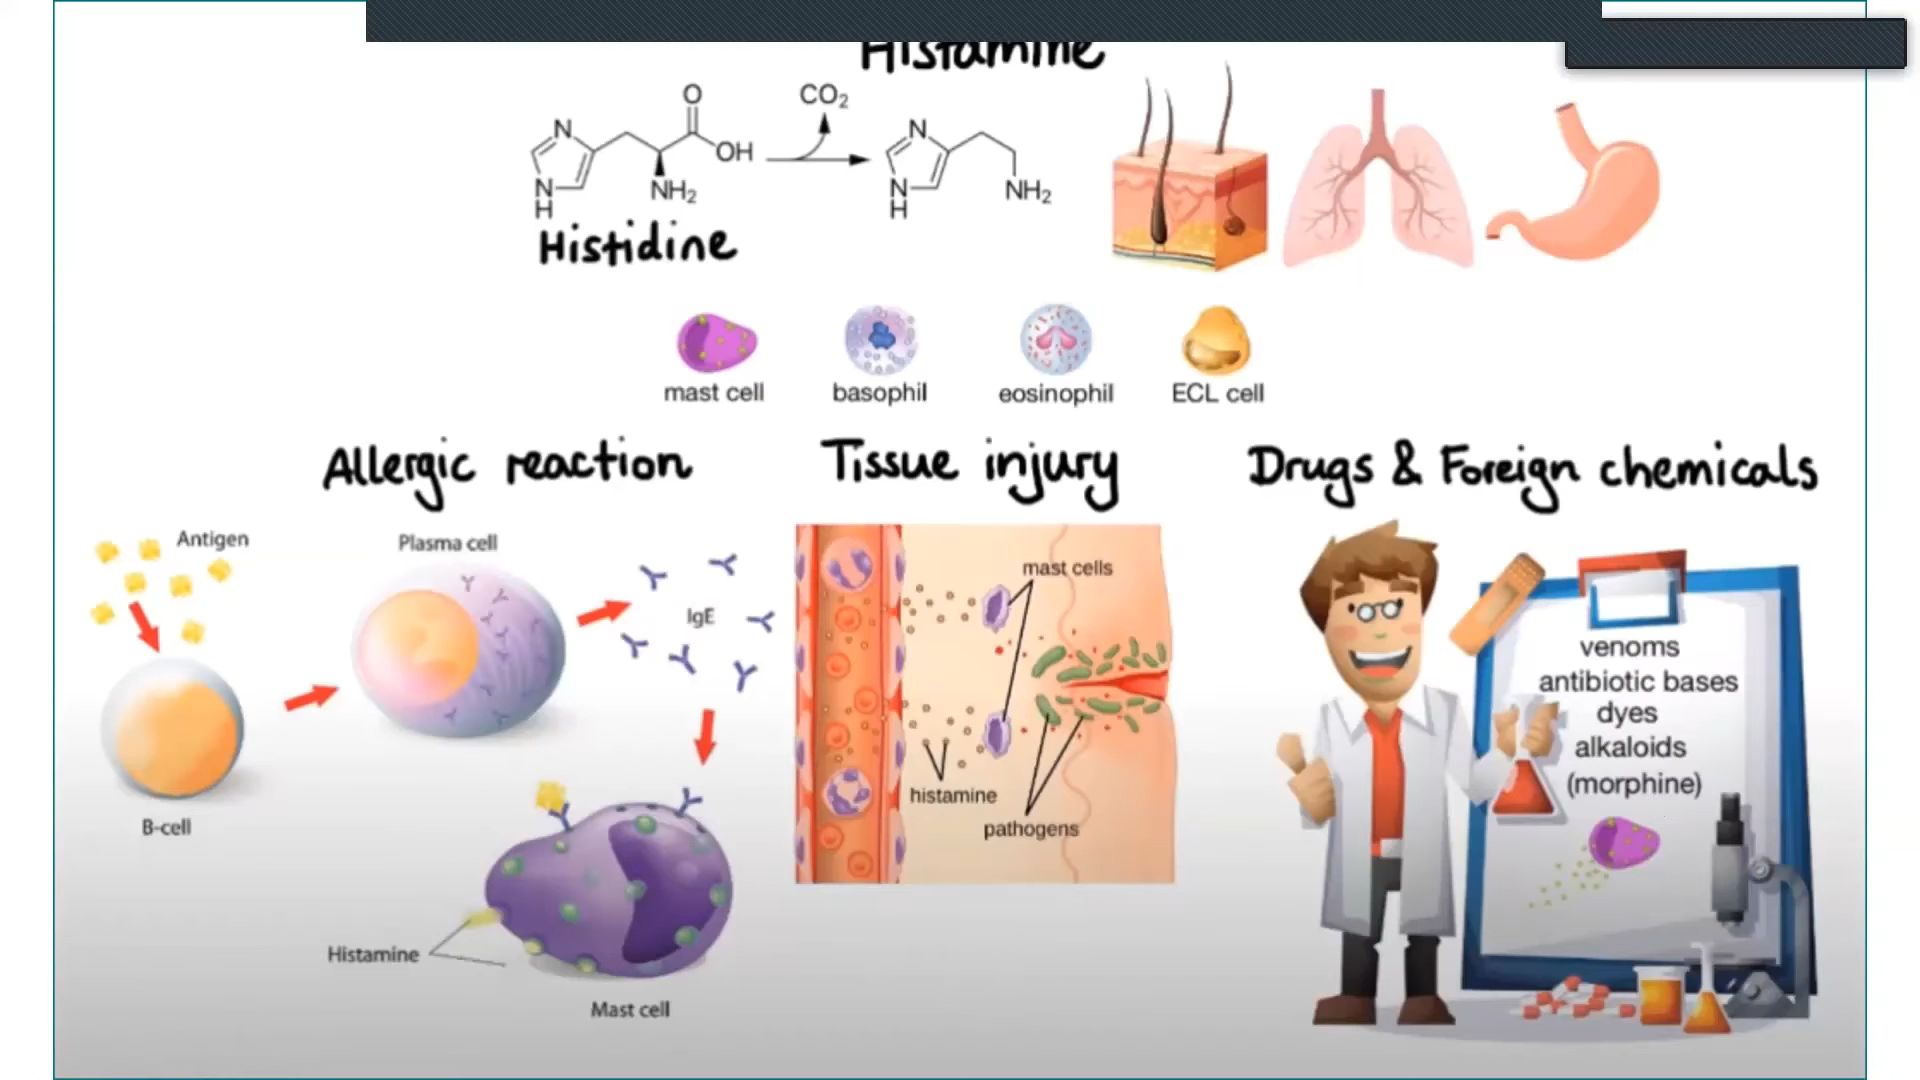 Histamine
O
CO₂
N
OH
N
H
NH₂
N
N
H
NH₂
Histidine
mast cell
basophil
eosinophil
ECL cell
Allergic reaction
Tissue injury
Drugs & Foreign chemicals
Antigen
Plasma cell
IgE
B-cell
Histamine
Mast cell
mast cells
histamine
pathogens
venoms
antibiotic bases
dyes
alkaloids
(morphine)